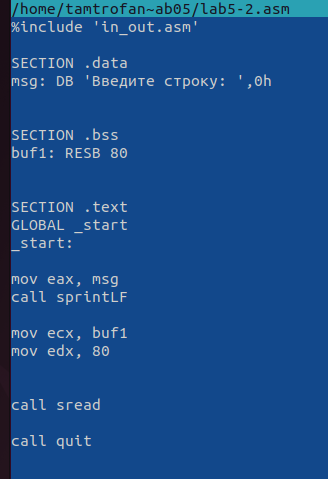 /home/tamtrofan~ab05/lab5-2.asm
%include 'in_out.asm'
SECTION .data
msg: DB 'Введите строку: ',0h
SECTION .bss
buf1: RESB 80
SECTION .text
GLOBAL _start
_start:
mov eax, msg
call sprintLF
mov ecx, buf1
mov edx, 80
call sread
call quit